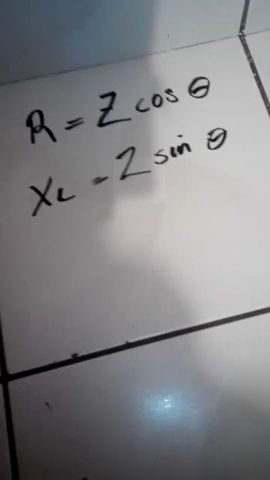 R = Z cos θ
XL = Z sin θ